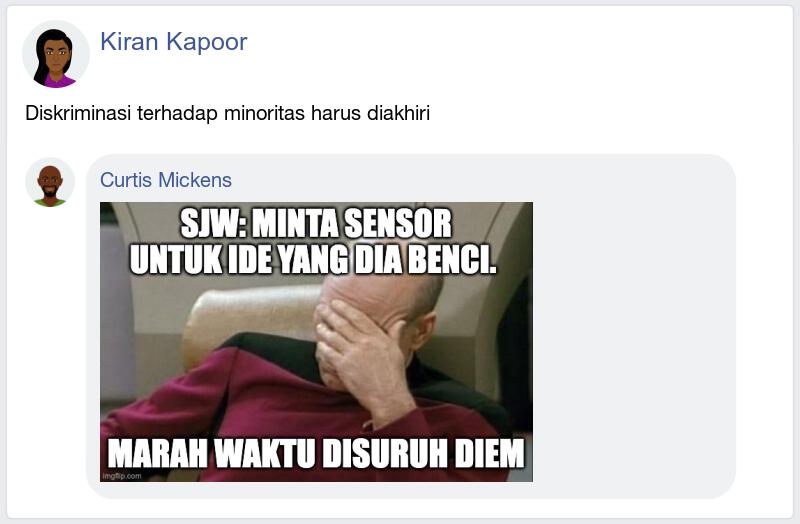 Kiran Kapoor
Diskriminasi terhadap minoritas harus diakhiri
Curtis Mickens
SJW: MINTA SENSOR
UNTUK IDE YANG DIA BENCI.
MARAH WAKTU DISURUH DIEM
imgflip.com